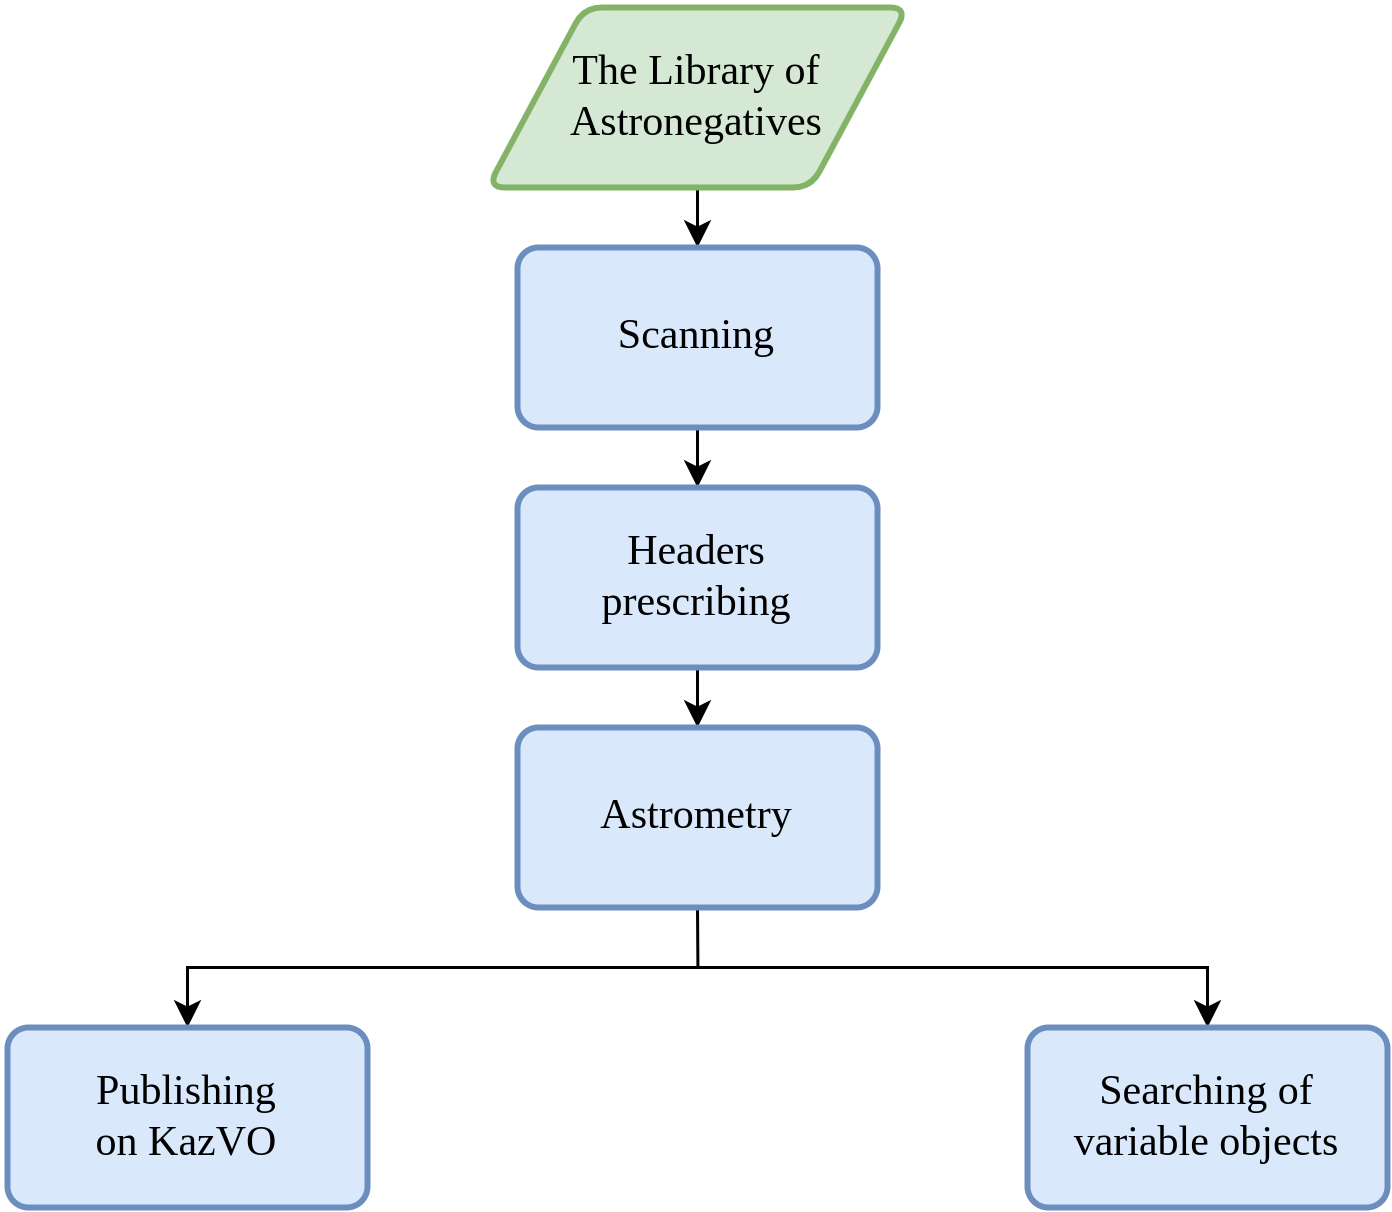 The Library of
Astronegatives
Scanning
Headers
prescribing
Astrometry
Publishing
on KazVO
Searching of
variable objects